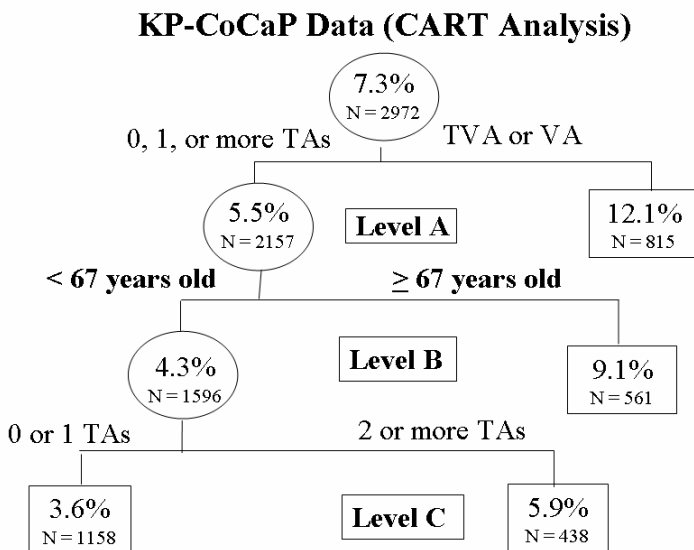 KP-CoCaP Data (CART Analysis)
7.3%
N = 2972
0, 1, or more TAs
TVA or VA
5.5%
N = 2157
Level A
12.1%
N = 815
< 67 years old
≥ 67 years old
4.3%
N = 1596
Level B
9.1%
N = 561
0 or 1 TAs
2 or more TAs
3.6%
N = 1158
Level C
5.9%
N = 438